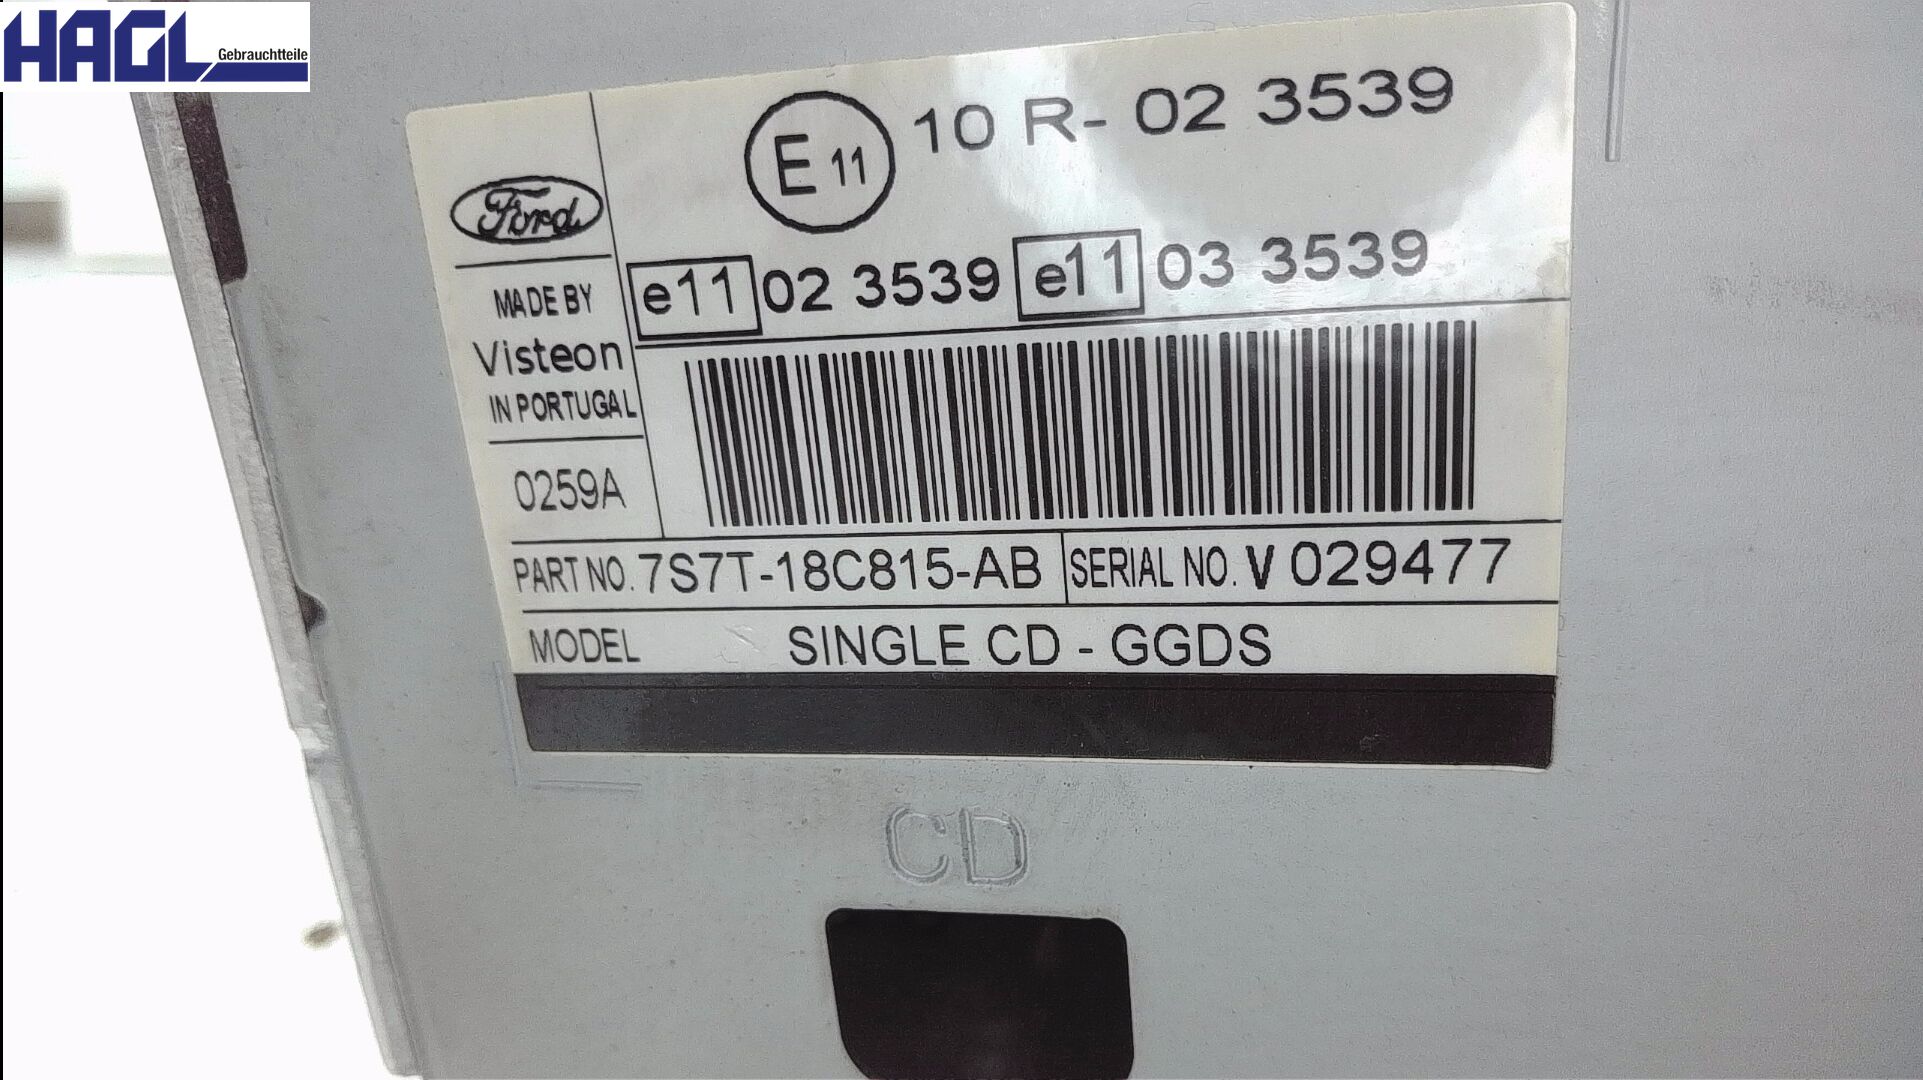 HAGL
Gebrauchtteile
E 11 10 R- 02 3539
Ford
e11 02 3539 e11 03 3539
MADE BY
Visteon
IN PORTUGAL
0259A
PART NO. 7S7T-18C815-AB SERIAL NO. V 029477
MODEL SINGLE CD - GGDS
CD